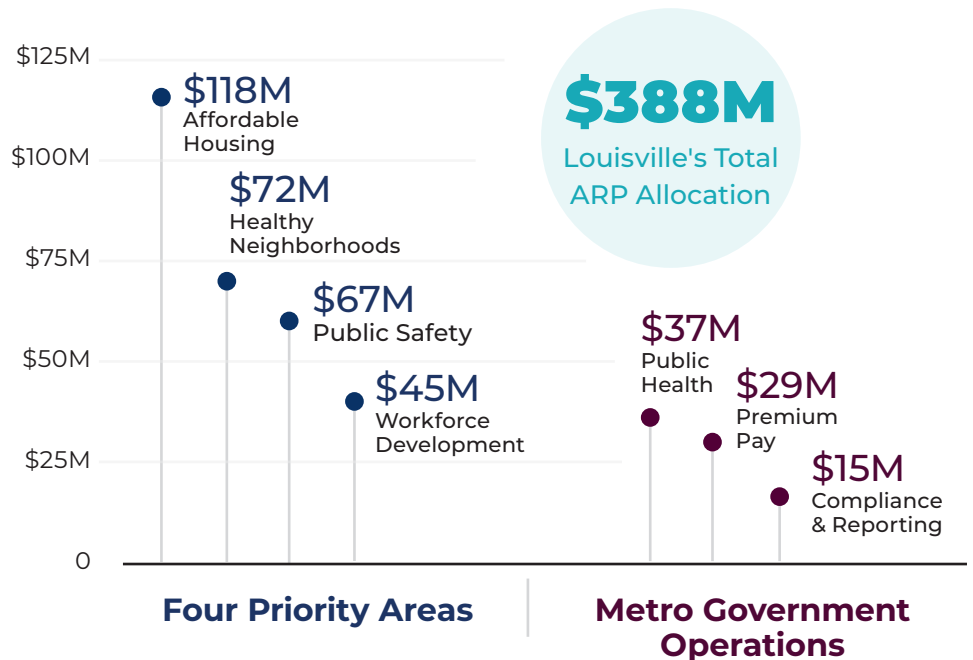 $125M
$100M
$75M
$50M
$25M
0
$118M
Affordable
Housing
$72M
Healthy
Neighborhoods
$67M
Public Safety
$45M
Workforce
Development
$388M
Louisville's Total
ARP Allocation
$37M
Public
Health
$29M
Premium
Pay
$15M
Compliance
& Reporting
Four Priority Areas
Metro Government
Operations